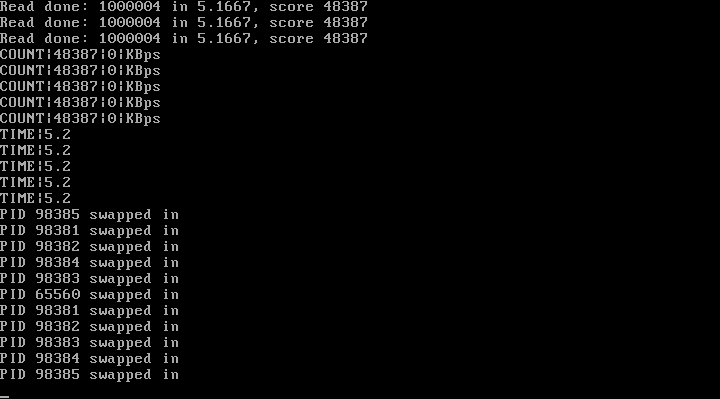 Read done: 1000004 in 5.1667, score 48387
Read done: 1000004 in 5.1667, score 48387
Read done: 1000004 in 5.1667, score 48387
COUNT¦48387¦0¦KBps
COUNT¦48387¦0¦KBps
COUNT¦48387¦0¦KBps
COUNT¦48387¦0¦KBps
COUNT¦48387¦0¦KBps
TIME¦5.2
TIME¦5.2
TIME¦5.2
TIME¦5.2
TIME¦5.2
PID 98385 swapped in
PID 98381 swapped in
PID 98382 swapped in
PID 98384 swapped in
PID 98383 swapped in
PID 65560 swapped in
PID 98381 swapped in
PID 98382 swapped in
PID 98383 swapped in
PID 98384 swapped in
PID 98385 swapped in